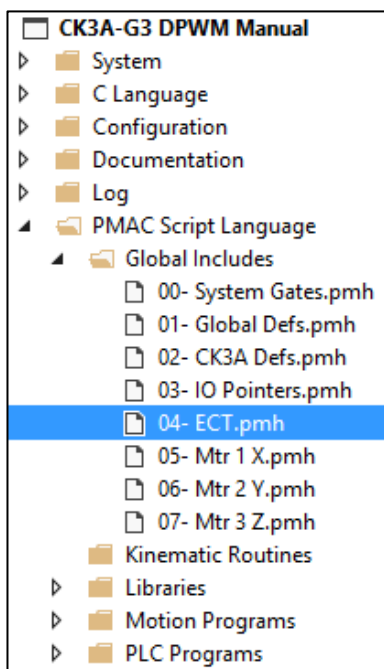 CK3A-G3 DPWM Manual
System
C Language
Configuration
Documentation
Log
PMAC Script Language
Global Includes
00- System Gates.pmh
01- Global Defs.pmh
02- CK3A Defs.pmh
03- IO Pointers.pmh
04- ECT.pmh
05- Mtr 1 X.pmh
06- Mtr 2 Y.pmh
07- Mtr 3 Z.pmh
Kinematic Routines
Libraries
Motion Programs
PLC Programs